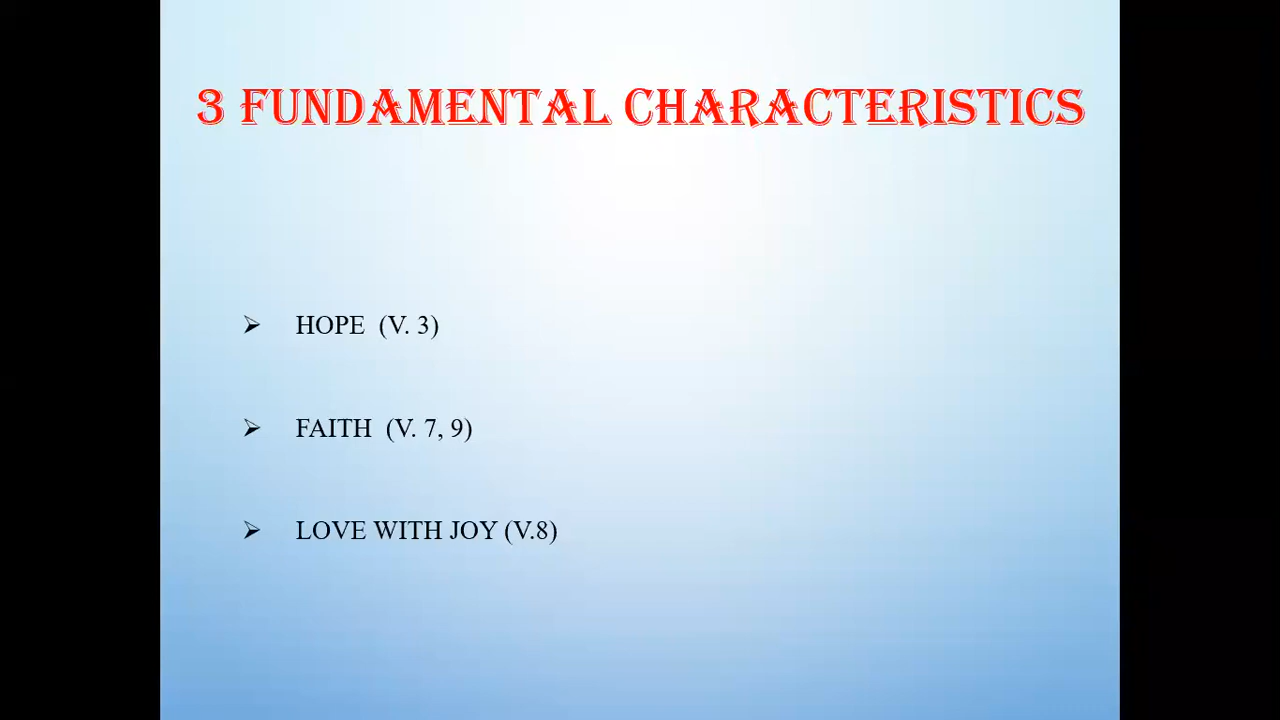 3 FUNDAMENTAL CHARACTERISTICS
➢ HOPE (V. 3)
➢ FAITH (V. 7, 9)
➢ LOVE WITH JOY (V.8)